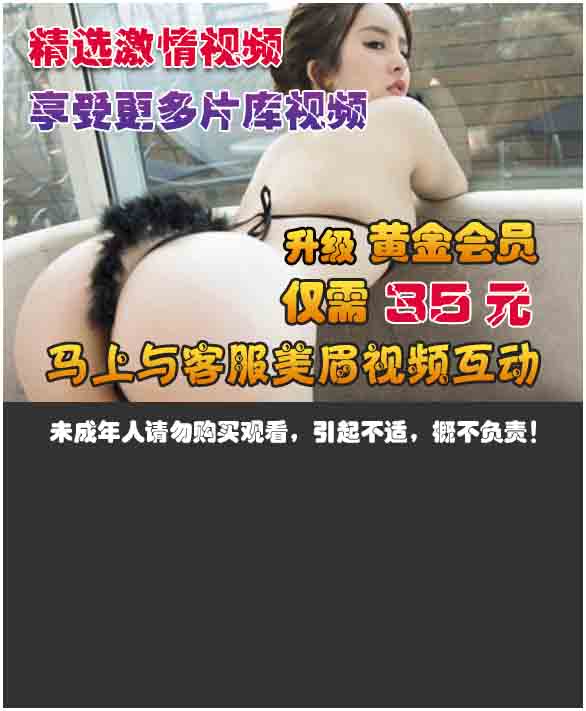 精选激情视频
享受更多片库视频
升级 黄金会员
仅需 35 元
马上与客服美眉视频互动
未成年人请勿购买观看，引起不适，概不负责！